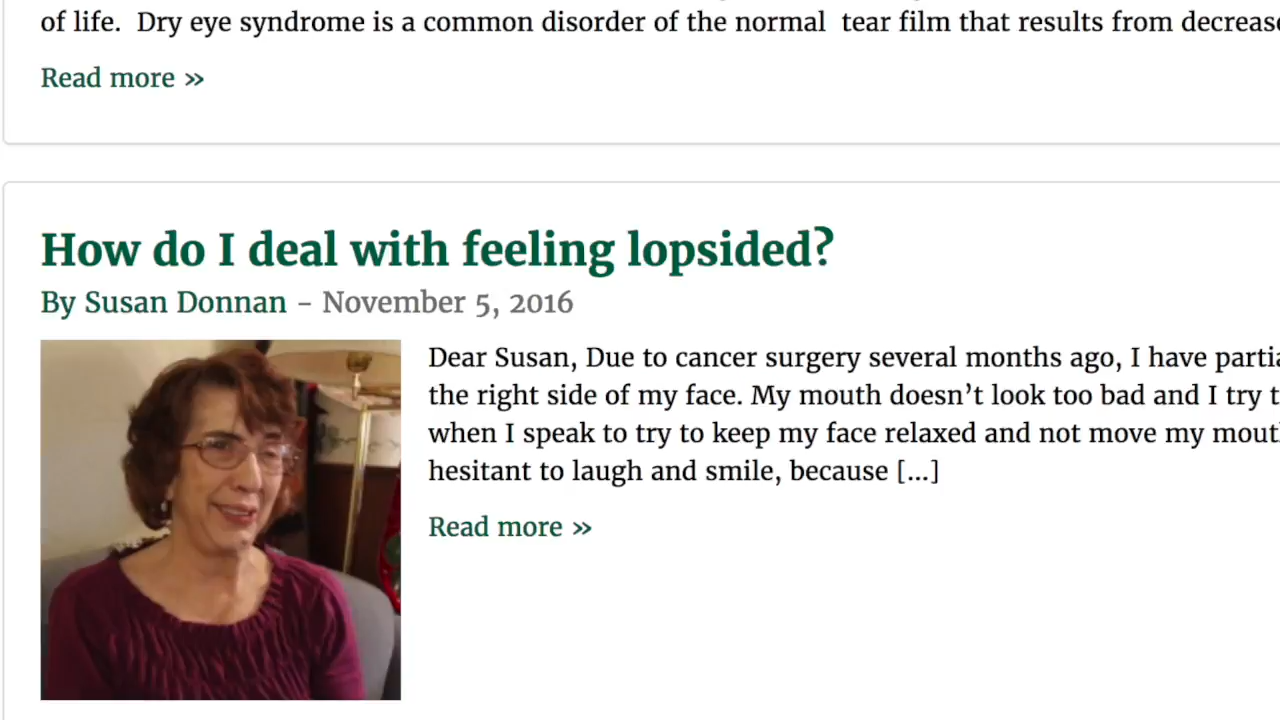 of life. Dry eye syndrome is a common disorder of the normal tear film that results from
Read more »
How do I deal with feeling lopsided?
By Susan Donnan – November 5, 2016
Dear Susan, Due to cancer surgery several months ago, I have
the right side of my face. My mouth doesn’t look too bad and I try
when I speak to try to keep my face relaxed and not move my
hesitant to laugh and smile, because [...]
Read more »